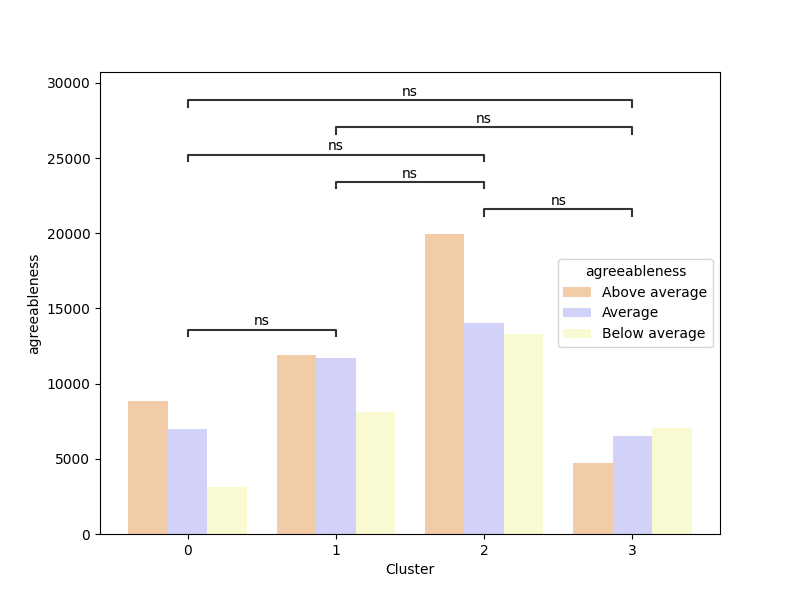 30000
25000
20000
15000
10000
5000
0
agreeableness
ns
ns
ns
ns
ns
ns
agreeableness
Above average
Average
Below average
0 1 2 3
Cluster